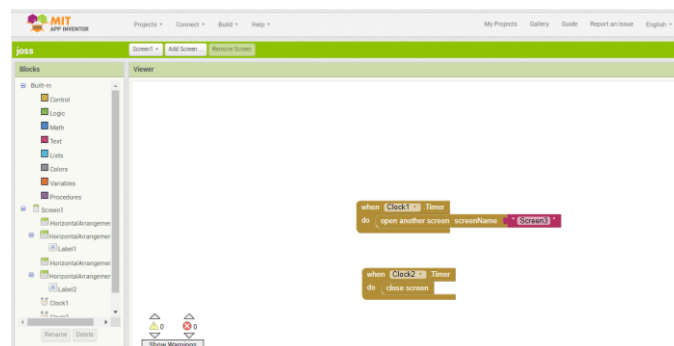 MIT
APP INVENTOR
Projects
Connect
Build
Help
My Projects
Gallery
Guide
Report an Issue
English
joss
Screen1
Add Screen...
Remove Screen
Blocks
Viewer
Built-in
Control
Logic
Math
Text
Lists
Colors
Variables
Procedures
Screen1
HorizontalArrangemer
HorizontalArrangemer
Label1
HorizontalArrangemer
HorizontalArrangemer
Label2
Clock1
Clock2
Rename
Delete
when Clock1 .Timer
do open another screen screenName " Screen3 "
when Clock2 .Timer
do close screen
0
0
Show Warnings